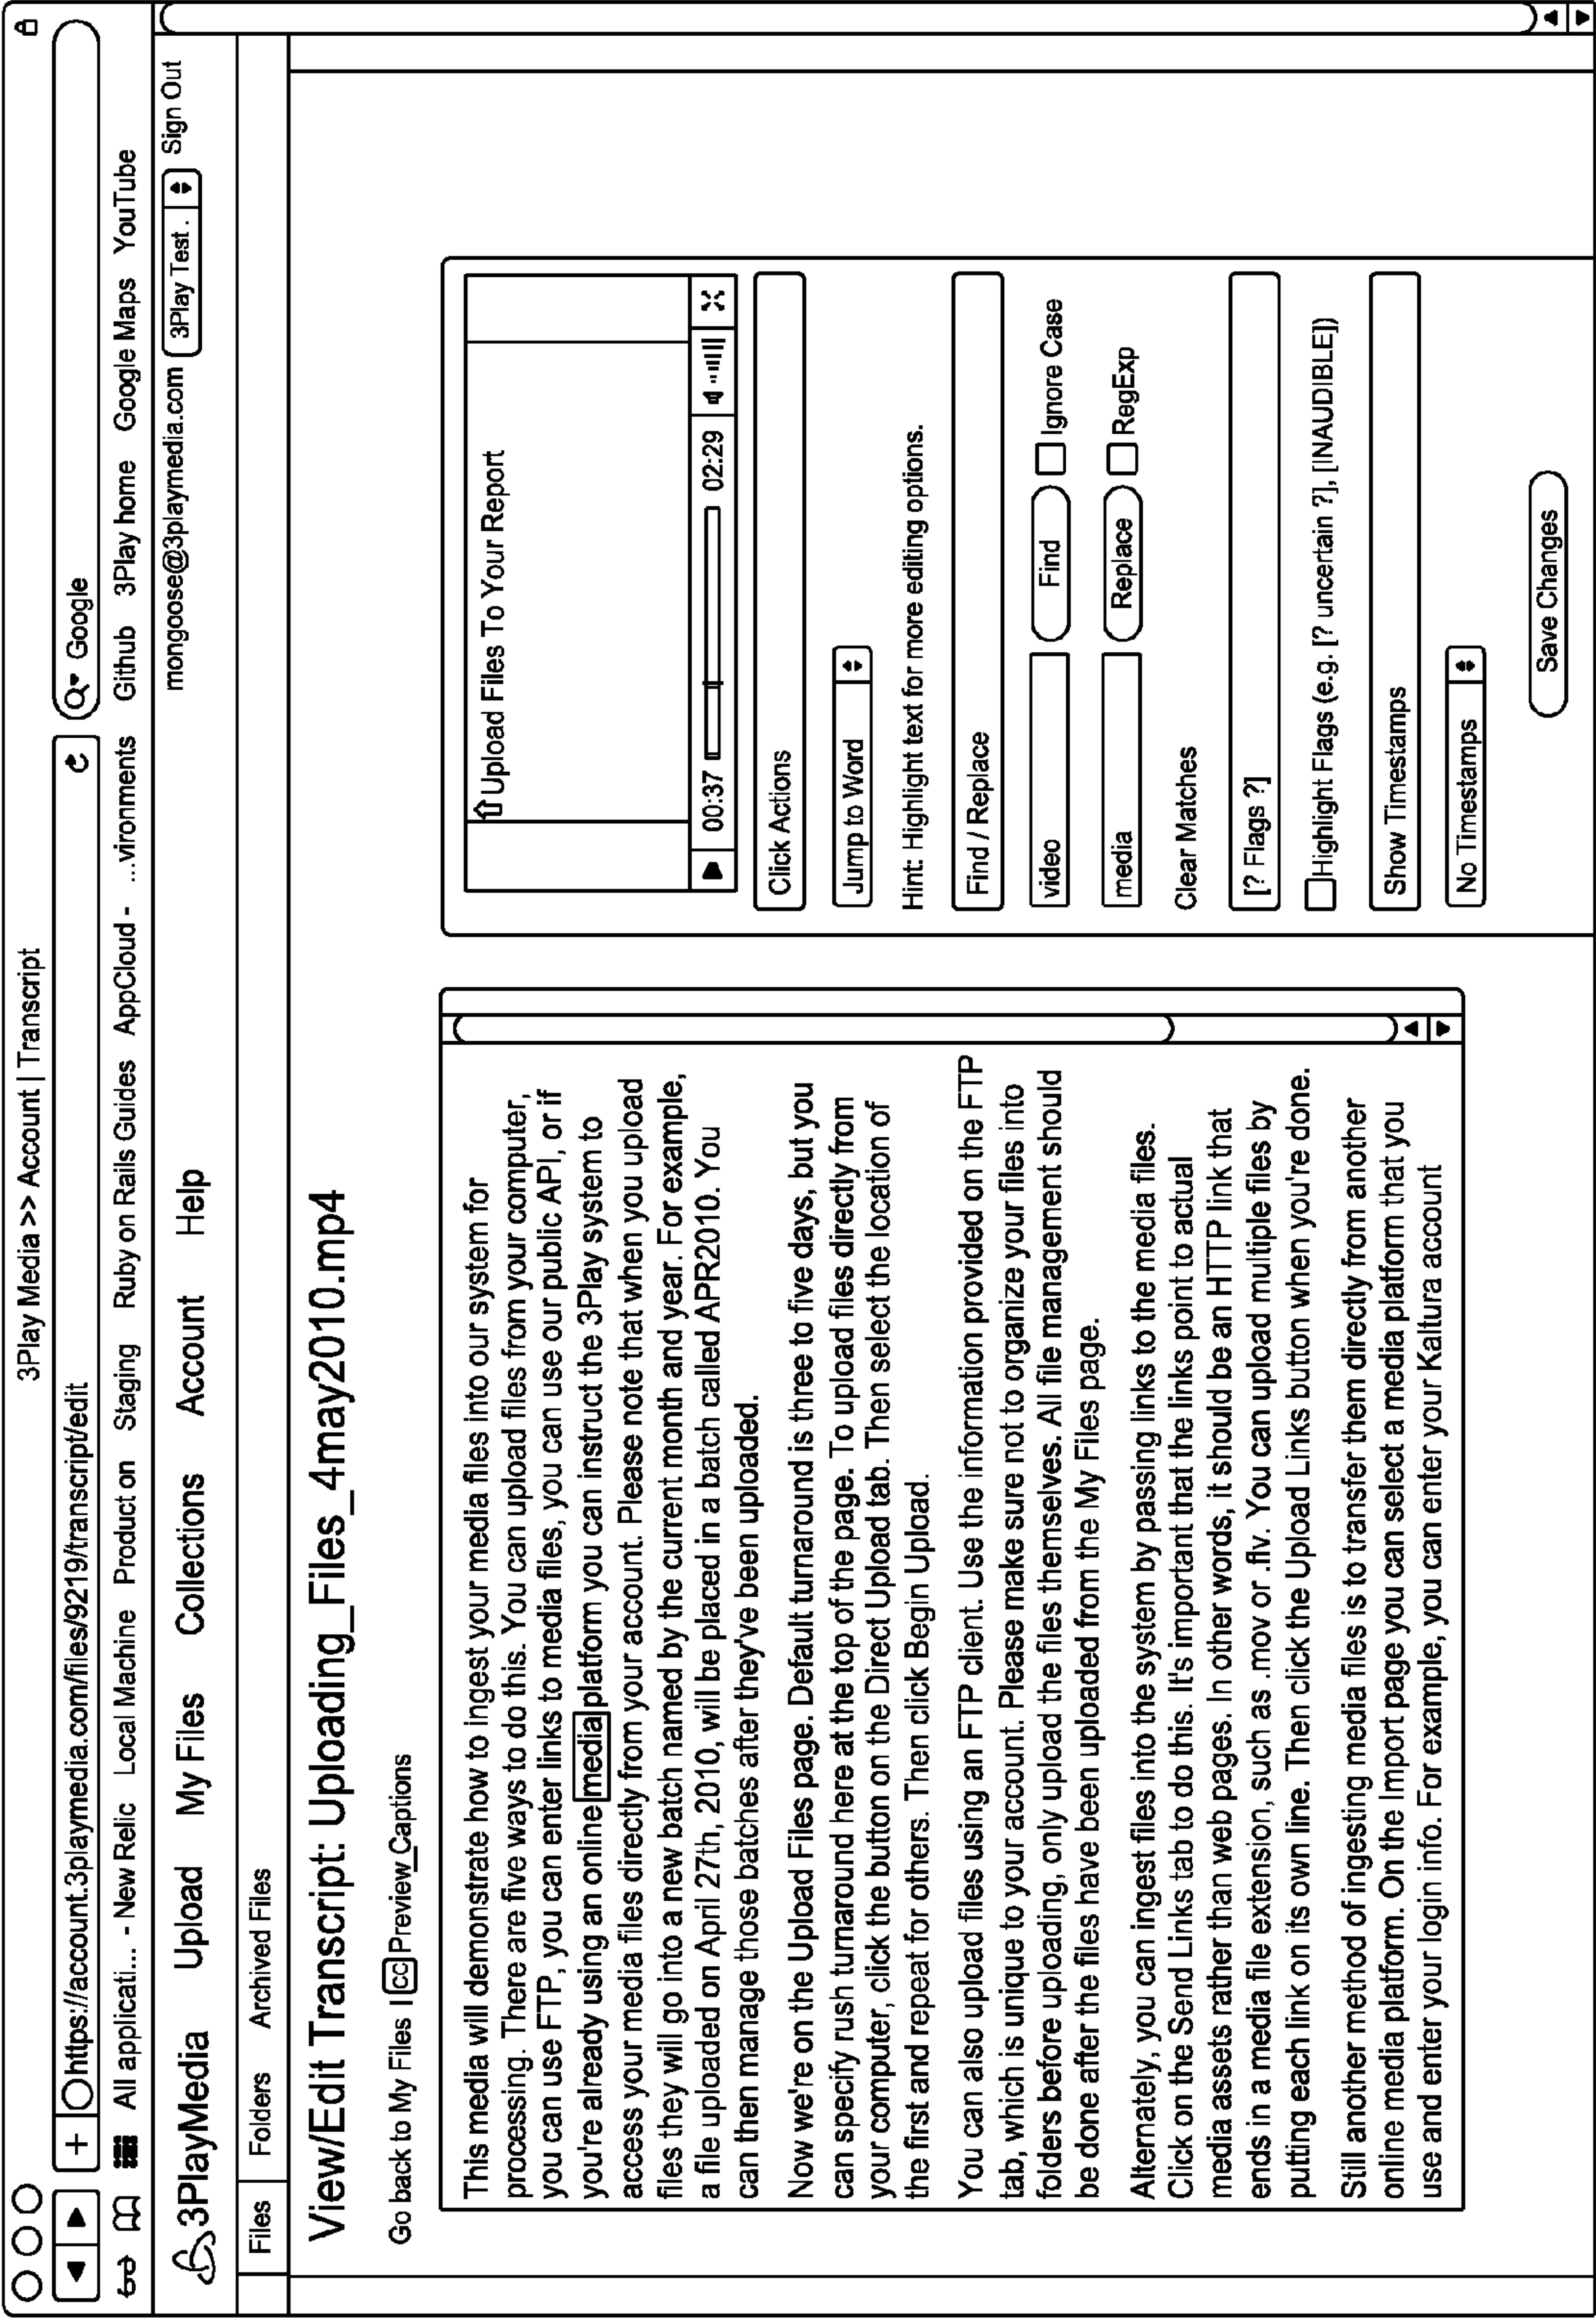 3Play Media >> Account | Transcript
+ https://account.3playmedia.com/files/9219/transcript/edit
Google
All applicati... - New Relic Local Machine Product on Staging Ruby on Rails Guides AppCloud - ...vironments Github 3Play home Google Maps YouTube
3PlayMedia Upload My Files Collections Account Help
mongoose@3playmedia.com 3Play Test . Sign Out
Files Folders Archived Files
View/Edit Transcript: Uploading_Files_4may2010.mp4
Go back to My Files | cc Preview_Captions
This media will demonstrate how to ingest your media files into our system for
processing. There are five ways to do this. You can upload files from your computer,
you can use FTP, you can enter links to media files, you can use our public API, or if
you're already using an online media platform you can instruct the 3Play system to
access your media files directly from your account. Please note that when you upload
files they will go into a new batch named by the current month and year. For example,
a file uploaded on April 27th, 2010, will be placed in a batch called APR2010. You
can then manage those batches after they've been uploaded.
Now we're on the Upload Files page. Default turnaround is three to five days, but you
can specify rush turnaround here at the top of the page. To upload files directly from
your computer, click the button on the Direct Upload tab. Then select the location of
the first and repeat for others. Then click Begin Upload.
You can also upload files using an FTP client. Use the information provided on the FTP
tab, which is unique to your account. Please make sure not to organize your files into
folders before uploading, only upload the files themselves. All file management should
be done after the files have been uploaded from the My Files page.
Alternately, you can ingest files into the system by passing links to the media files.
Click on the Send Links tab to do this. It's important that the links point to actual
media assets rather than web pages. In other words, it should be an HTTP link that
ends in a media file extension, such as .mov or .flv. You can upload multiple files by
putting each link on its own line. Then click the Upload Links button when you're done.
Still another method of ingesting media files is to transfer them directly from another
online media platform. On the Import page you can select a media platform that you
use and enter your login info. For example, you can enter your Kaltura account
Upload Files To Your Report
00:37 02:29
Click Actions
Jump to Word
Hint: Highlight text for more editing options.
Find / Replace
video Find Ignore Case
media Replace RegExp
Clear Matches
[? Flags ?]
Highlight Flags (e.g. [? uncertain ?], [INAUDIBLE])
Show Timestamps
No Timestamps
Save Changes